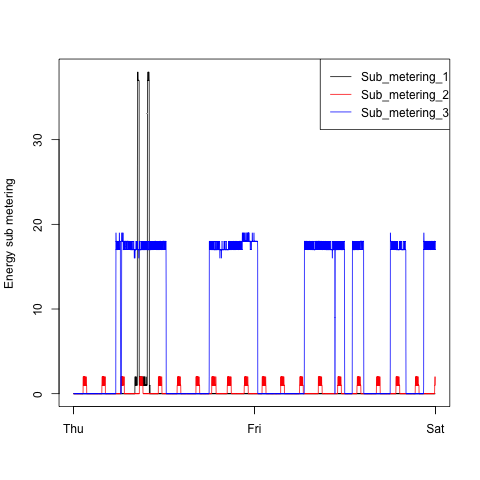 Sub_metering_1
Sub_metering_2
Sub_metering_3
Energy sub metering
30
20
10
0
Thu
Fri
Sat